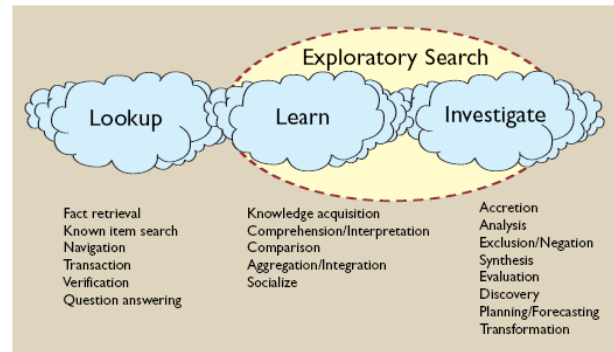 Exploratory Search
Lookup
Learn
Investigate
Fact retrieval
Known item search
Navigation
Transaction
Verification
Question answering
Knowledge acquisition
Comprehension/Interpretation
Comparison
Aggregation/Integration
Socialize
Accretion
Analysis
Exclusion/Negation
Synthesis
Evaluation
Discovery
Planning/Forecasting
Transformation